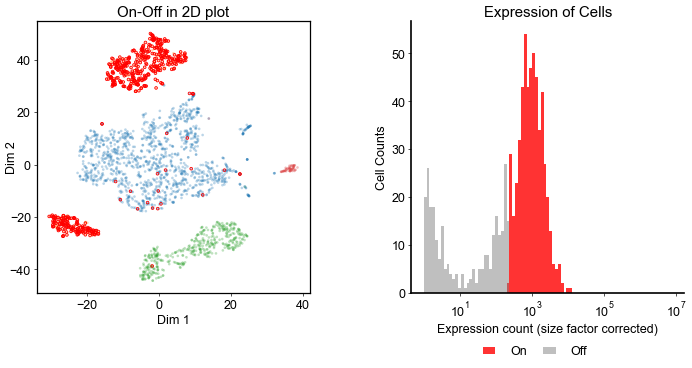 On-Off in 2D plot
40
20
0
−20
−40
−20
0
20
40
Dim 2
Dim 1
Expression of Cells
50
40
30
20
10
0
10^1
10^3
10^5
10^7
Cell Counts
Expression count (size factor corrected)
On Off